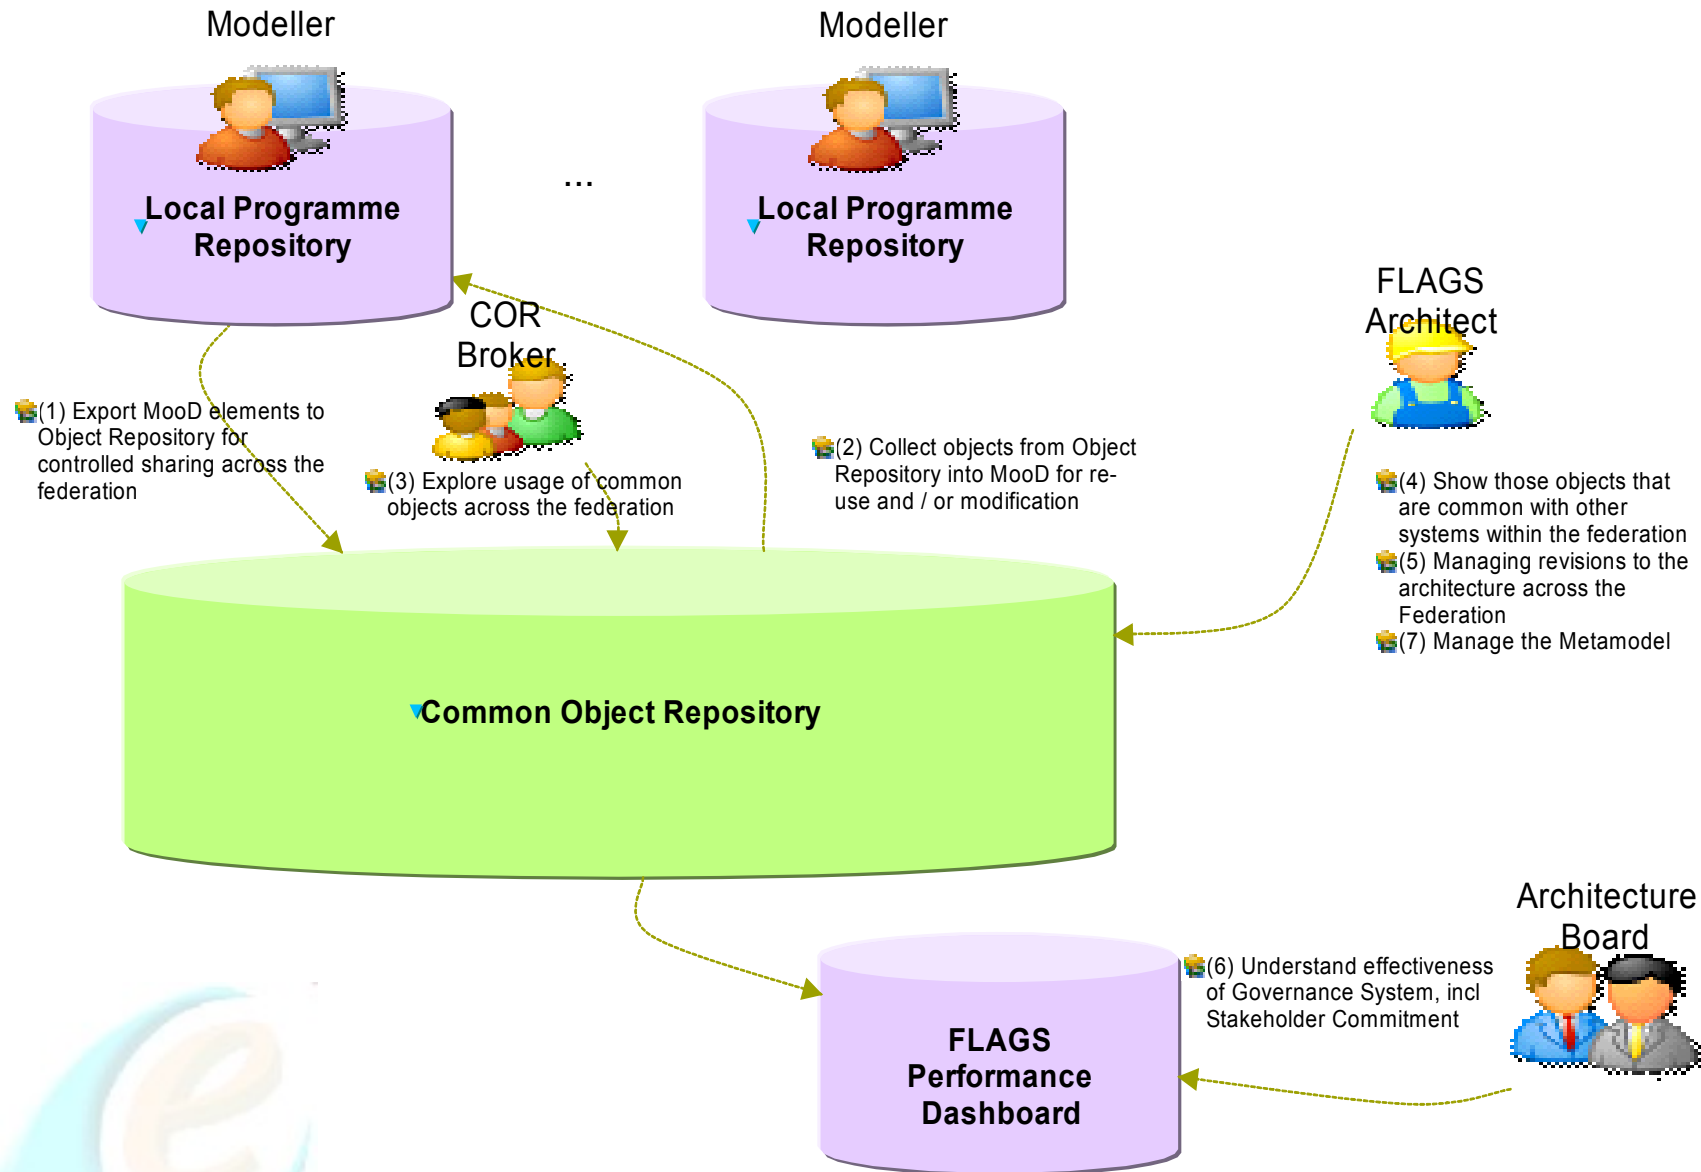 Modeller
Modeller
Local Programme
Repository
...
Local Programme
Repository
FLAGS
Architect
COR
Broker
(1) Export MooD elements to
Object Repository for
controlled sharing across the
federation
(3) Explore usage of common
objects across the federation
(2) Collect objects from Object
Repository into MooD for re-
use and / or modification
(4) Show those objects that
are common with other
systems within the federation
(5) Managing revisions to the
architecture across the
Federation
(7) Manage the Metamodel
Common Object Repository
Architecture
Board
(6) Understand effectiveness
of Governance System, incl
Stakeholder Commitment
FLAGS
Performance
Dashboard